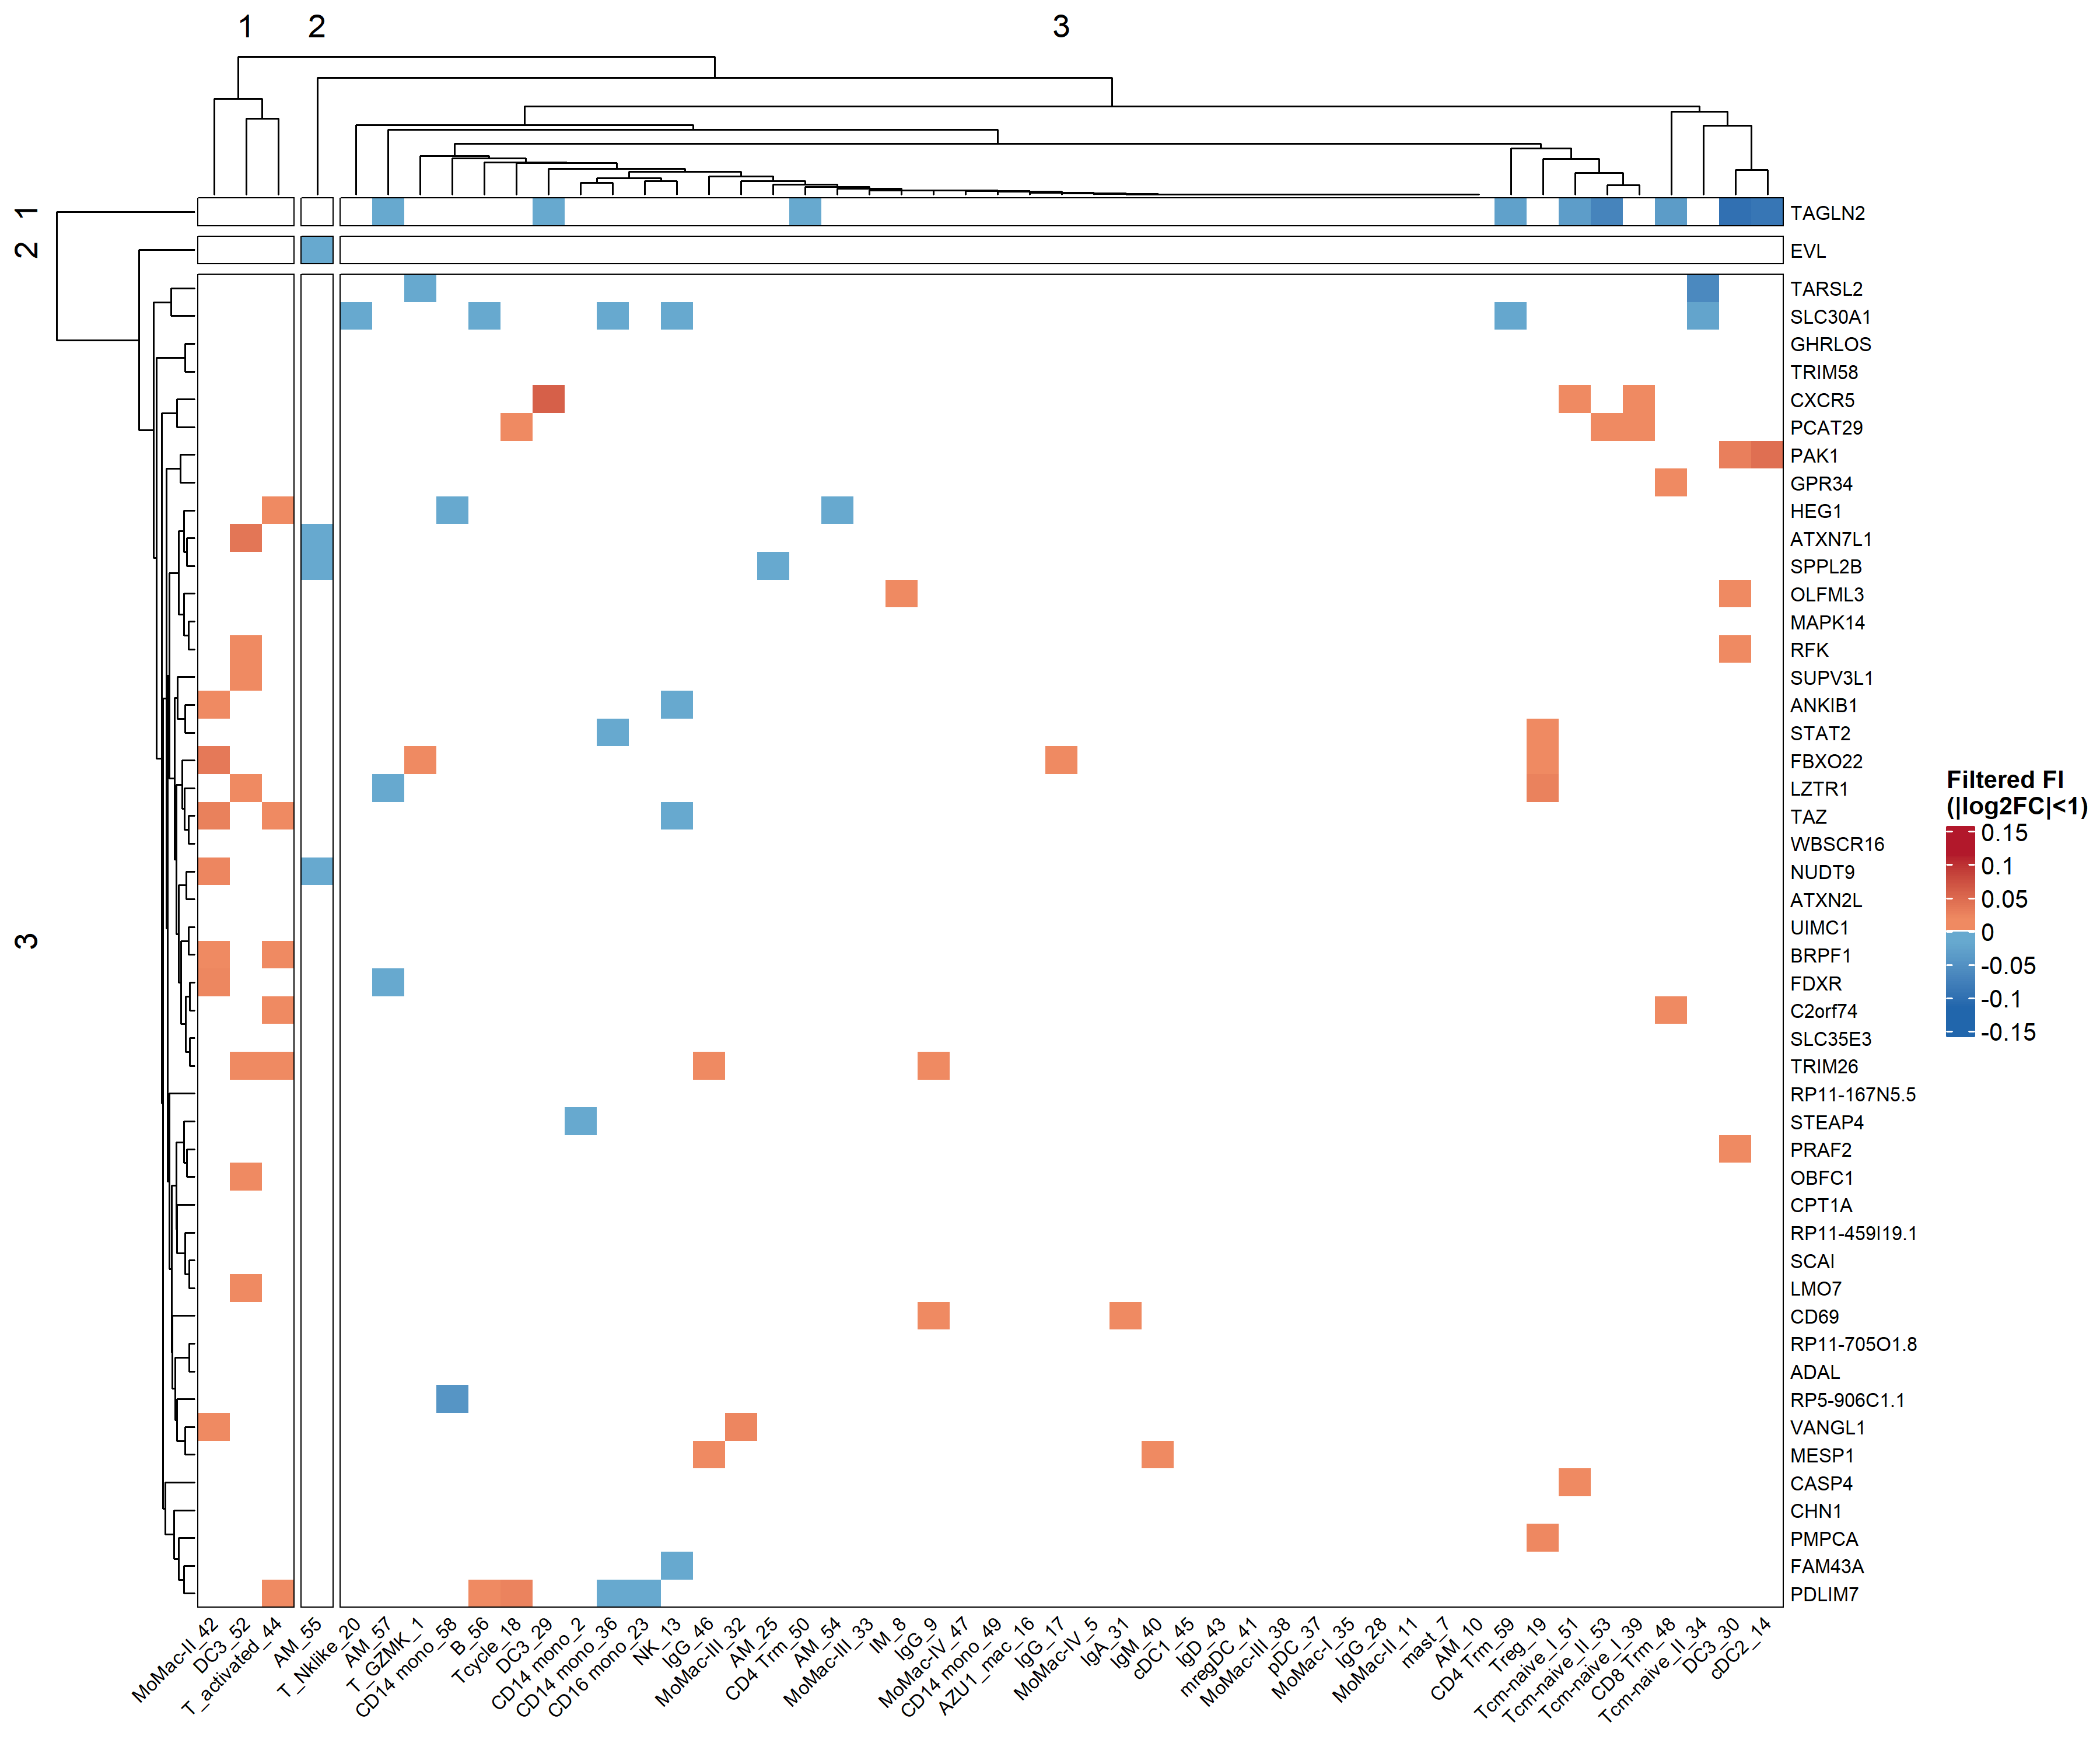 1
2
3
1
TAGLN2
2
EVL
TARSL2
SLC30A1
GHRLOS
TRIM58
CXCR5
PCAT29
PAK1
GPR34
HEG1
ATXN7L1
SPPL2B
OLFML3
MAPK14
RFK
SUPV3L1
ANKIB1
STAT2
FBXO22
LZTR1
TAZ
WBSCR16
NUDT9
ATXN2L
UIMC1
3
BRPF1
FDXR
C2orf74
SLC35E3
TRIM26
RP11-167N5.5
STEAP4
PRAF2
OBFC1
CPT1A
RP11-459I19.1
SCAI
LMO7
CD69
RP11-705O1.8
ADAL
RP5-906C1.1
VANGL1
MESP1
CASP4
CHN1
PMPCA
FAM43A
PDLIM7
Filtered FI
(|log2FC|<1)
0.15
0.1
0.05
0
-0.05
-0.1
-0.15
MoMac-II_42
DC3_52
T_activated_44
AM_55
T_Nklike_20
AM_57
T_GZMK_1
CD14 mono_58
B_56
Tcycle_18
DC3_29
CD14 mono_2
CD14 mono_36
CD16 mono_23
NK_13
IgG_46
MoMac-III_32
AM_25
CD4 Trm_50
AM_54
MoMac-III_33
IM_8
IgG_9
MoMac-IV_47
CD14 mono_49
AZU1_mac_16
IgG_17
MoMac-IV_5
IgA_31
IgM_40
cDC1_45
IgD_43
mregDC_41
MoMac-III_38
pDC_37
MoMac-I_35
IgG_28
MoMac-II_11
mast_7
AM_10
CD4 Trm_59
Treg_19
Tcm-naive_I_51
Tcm-naive_II_53
Tcm-naive_I_39
CD8 Trm_48
Tcm-naive_II_34
DC3_30
cDC2_14